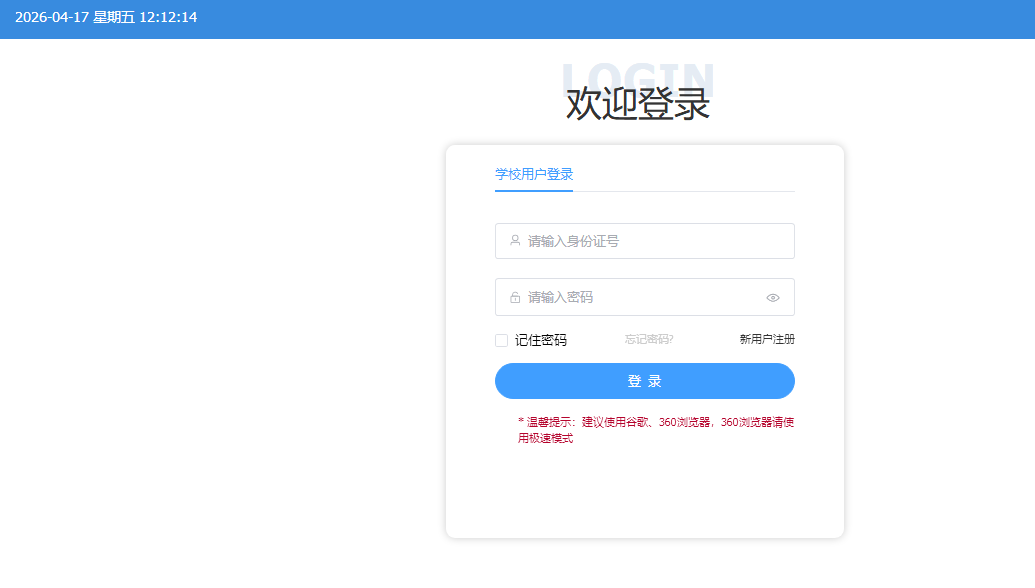 2026-04-17 星期五 12:12:14
LOGIN
欢迎登录
学校用户登录
请输入身份证号
请输入密码
记住密码 忘记密码? 新用户注册
登 录
* 温馨提示：建议使用谷歌、360浏览器，360浏览器请使
用极速模式